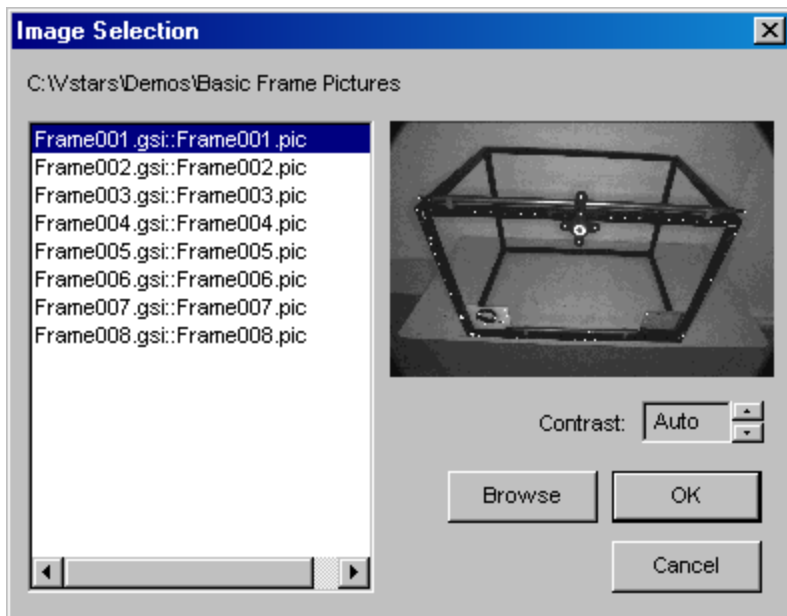 Image Selection
C:\Vstars\Demos\Basic Frame Pictures
Frame001.gsi::Frame001.pic
Frame002.gsi::Frame002.pic
Frame003.gsi::Frame003.pic
Frame004.gsi::Frame004.pic
Frame005.gsi::Frame005.pic
Frame006.gsi::Frame006.pic
Frame007.gsi::Frame007.pic
Frame008.gsi::Frame008.pic
Contrast: Auto
Browse OK
Cancel